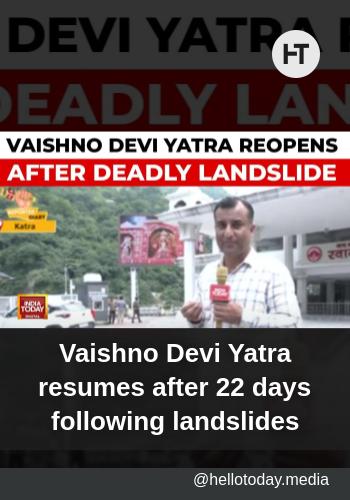 DEVI YATRA
HT
DEADLY LAN
VAISHNO DEVI YATRA REOPENS
AFTER DEADLY LANDSLIDE
DIARY
Katra
INDIA
TODAY
Vaishno Devi Yatra
resumes after 22 days
following landslides
@hellotoday.media